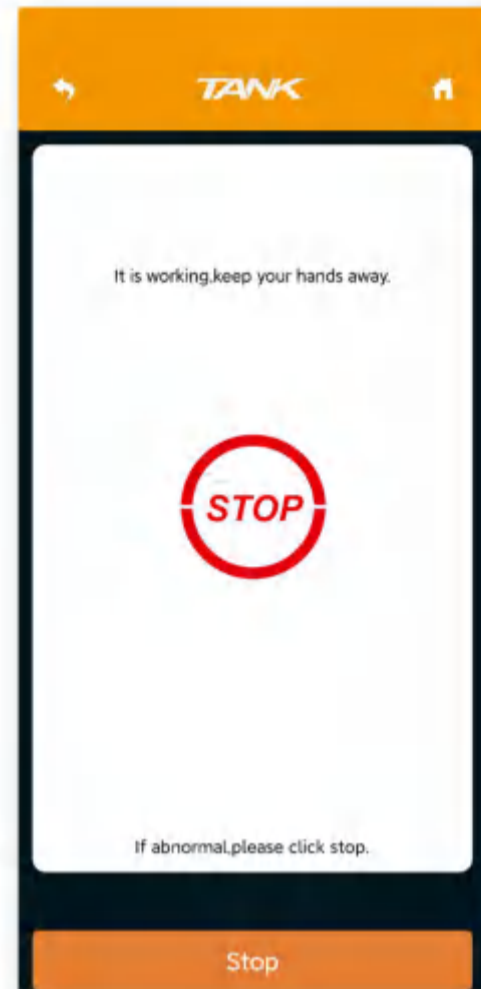 TANK
It is working,keep your hands away.
STOP
If abnormal,please click stop.
Stop